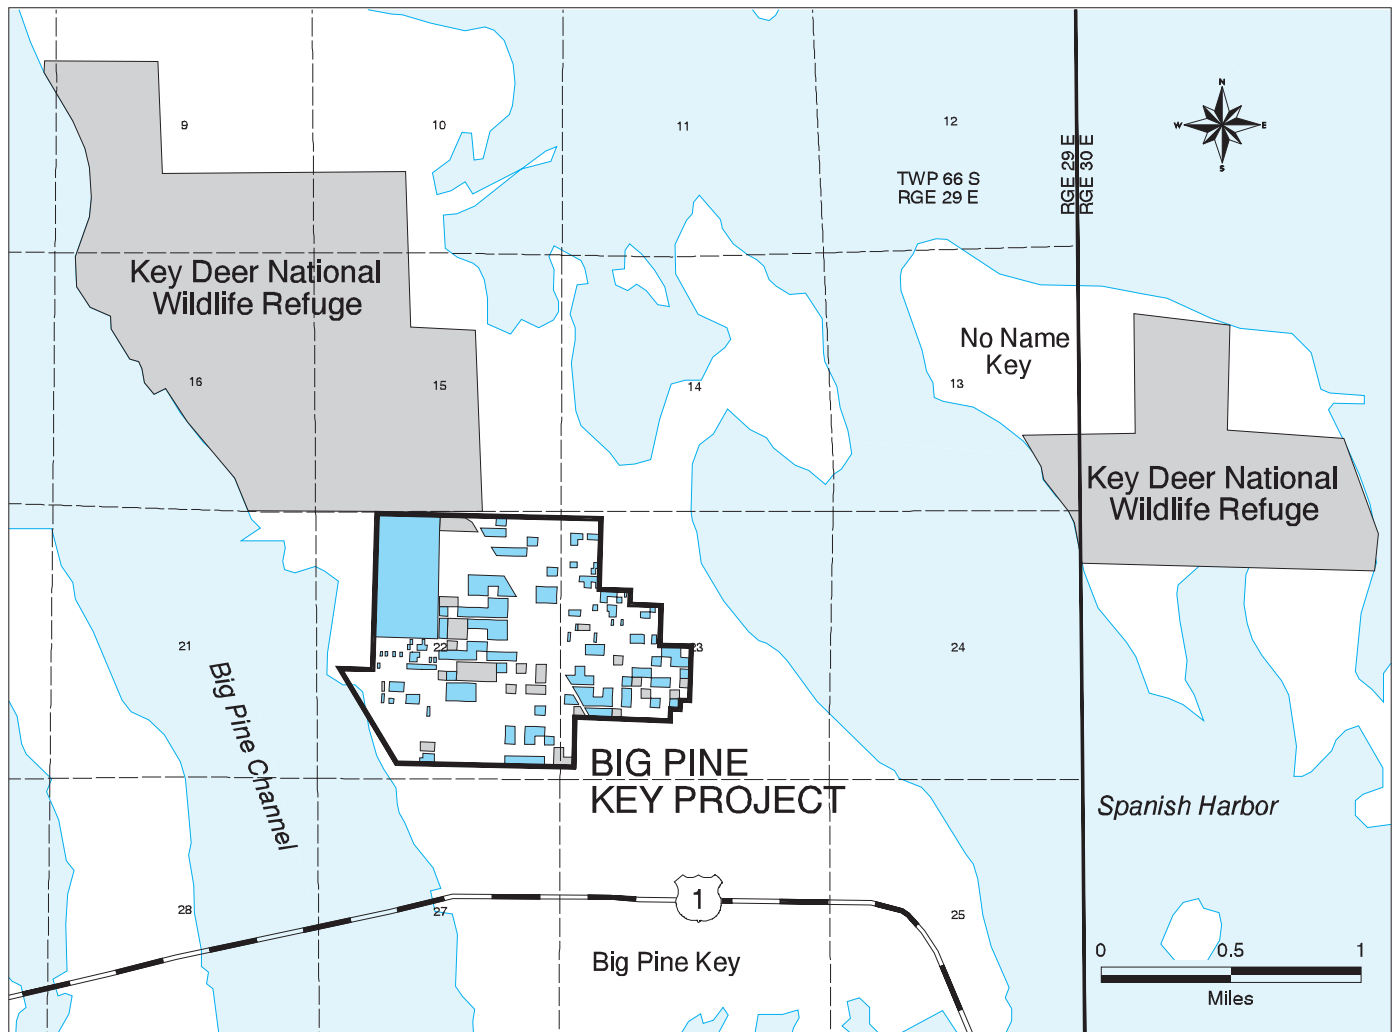 N
W
E
S
9
10
11
12
TWP 66 S
RGE 29 E
RGE 29 E
RGE 30 E
Key Deer National
Wildlife Refuge
No Name
Key
16
15
14
13
Key Deer National
Wildlife Refuge
21
22
23
24
Big Pine Channel
BIG PINE
KEY PROJECT
Spanish Harbor
28
27
1
25
Big Pine Key
0
0.5
1
Miles